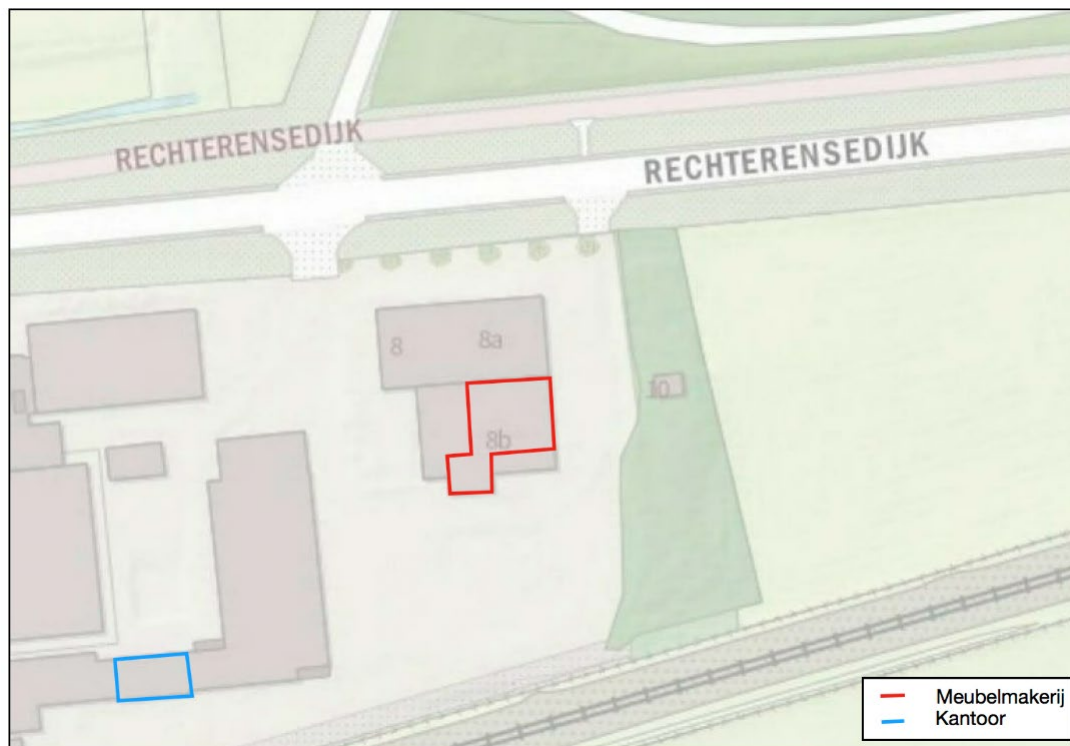 RECHTERENSEDIJK
RECHTERENSEDIJK
8
8a
10
8b
Meubelmakerij
Kantoor